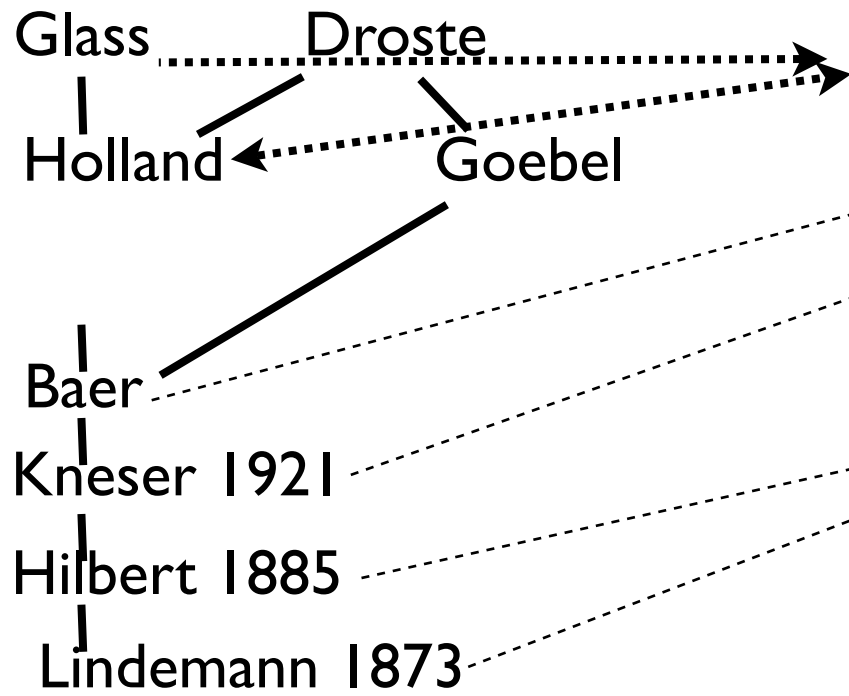 Glass Droste
Holland Goebel
Baer
Kneser 1921
Hilbert 1885
Lindemann 1873